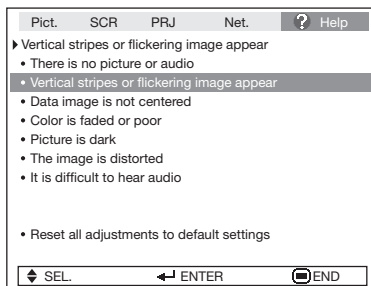 Pict. SCR PRJ Net. ? Help
Vertical stripes or flickering image appear
• There is no picture or audio
• Vertical stripes or flickering image appear
• Data image is not centered
• Color is faded or poor
• Picture is dark
• The image is distorted
• It is difficult to hear audio
• Reset all adjustments to default settings
SEL. ENTER END